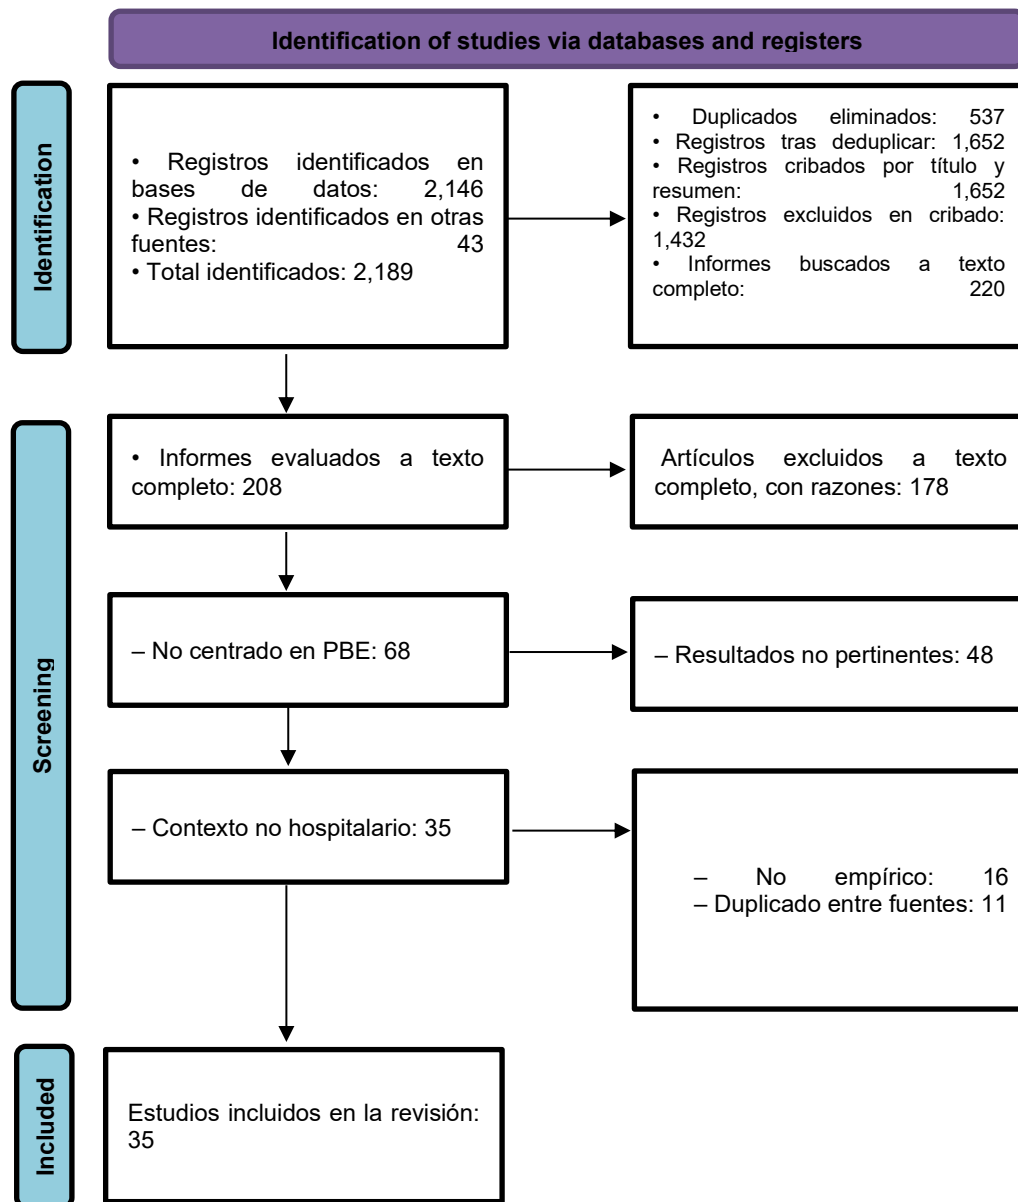 Identification of studies via databases and registers
Identification
• Registros identificados en
bases de datos: 2,146
• Registros identificados en otras
fuentes: 43
• Total identificados: 2,189
• Duplicados eliminados: 537
• Registros tras deduplicar: 1,652
• Registros cribados por título y
resumen: 1,652
• Registros excluidos en cribado:
1,432
• Informes buscados a texto
completo: 220
Screening
• Informes evaluados a texto
completo: 208
Artículos excluidos a texto
completo, con razones: 178
– No centrado en PBE: 68
– Resultados no pertinentes: 48
– Contexto no hospitalario: 35
– No empírico: 16
– Duplicado entre fuentes: 11
Included
Estudios incluidos en la revisión:
35